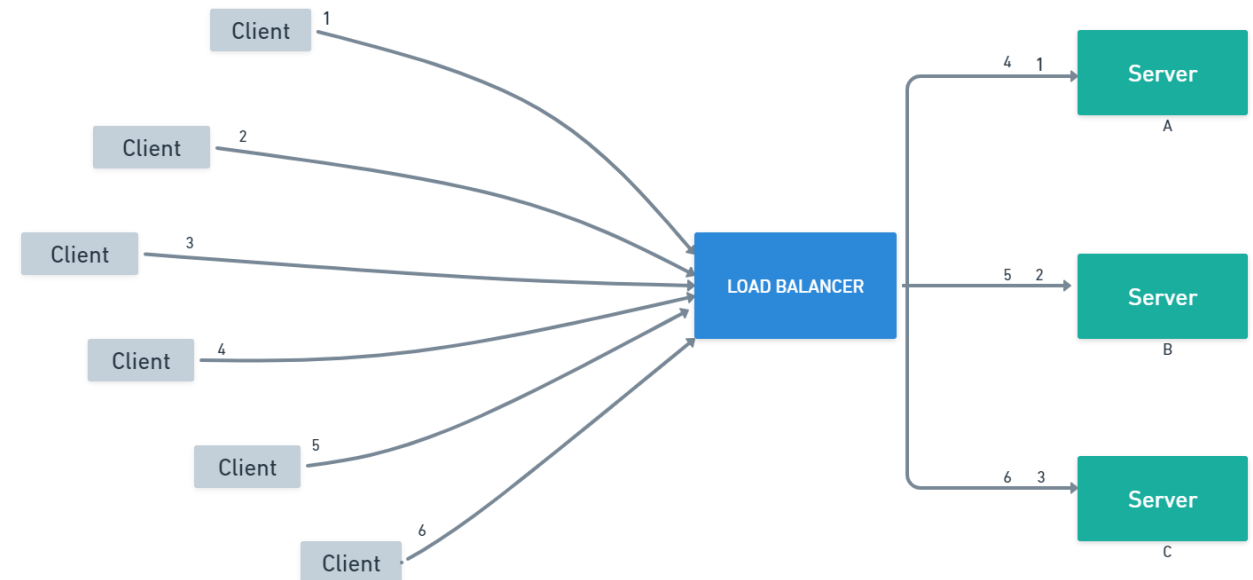 Client 1
Client 2
Client 3
Client 4
Client 5
Client 6
LOAD BALANCER
4 1
Server
A
5 2
Server
B
6 3
Server
C